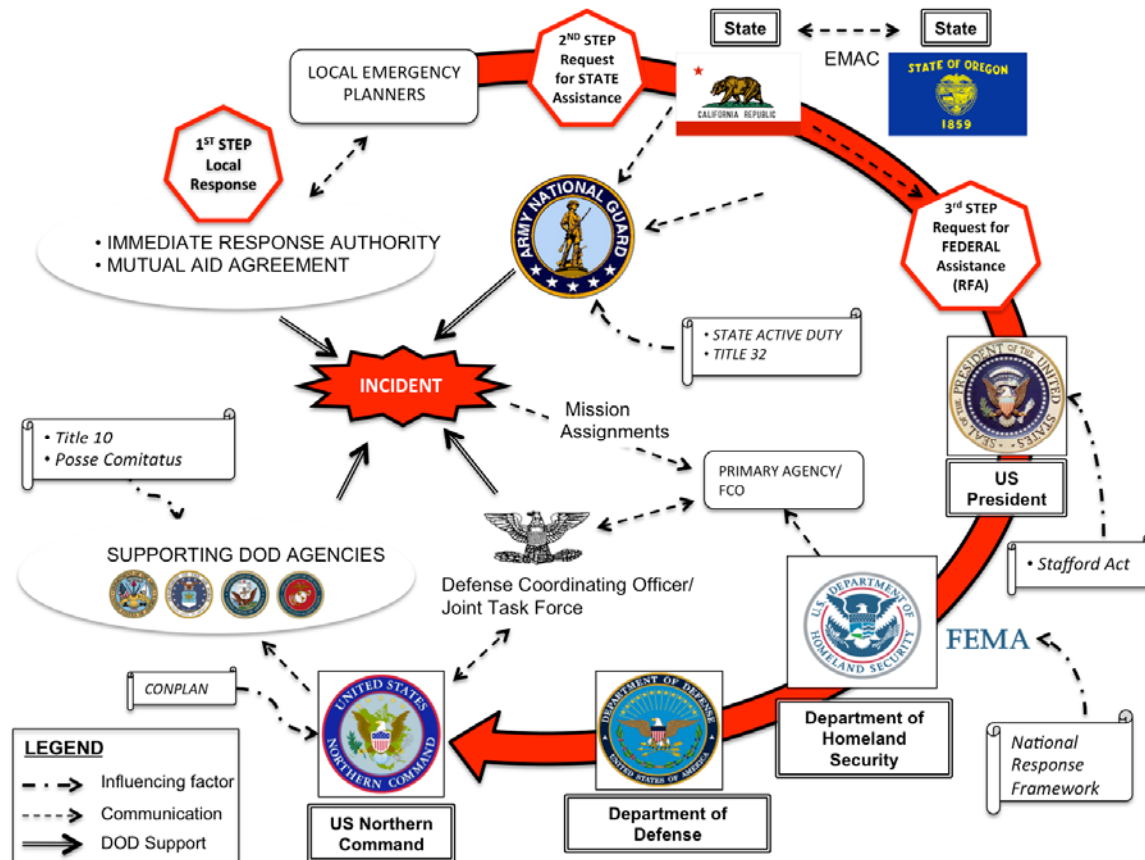 State
State
2ND STEP
Request
for STATE
Assistance
EMAC
LOCAL EMERGENCY
PLANNERS
CALIFORNIA REPUBLIC
STATE OF OREGON
1859
1ST STEP
Local
Response
ARMY NATIONAL GUARD
3rd STEP
Request for
FEDERAL
Assistance
(RFA)
• IMMEDIATE RESPONSE AUTHORITY
• MUTUAL AID AGREEMENT
• STATE ACTIVE DUTY
• TITLE 32
INCIDENT
SEAL OF THE PRESIDENT OF THE UNITED STATES
US
President
Mission
Assignments
• Title 10
• Posse Comitatus
PRIMARY AGENCY/
FCO
• Stafford Act
SUPPORTING DOD AGENCIES
Defense Coordinating Officer/
Joint Task Force
U.S. DEPARTMENT OF
HOMELAND SECURITY
FEMA
Department of
Homeland
Security
CONPLAN
UNITED STATES
NORTHERN COMMAND
US Northern
Command
DEPARTMENT OF DEFENSE
UNITED STATES OF AMERICA
Department of
Defense
National
Response
Framework
LEGEND
Influencing factor
Communication
DOD Support